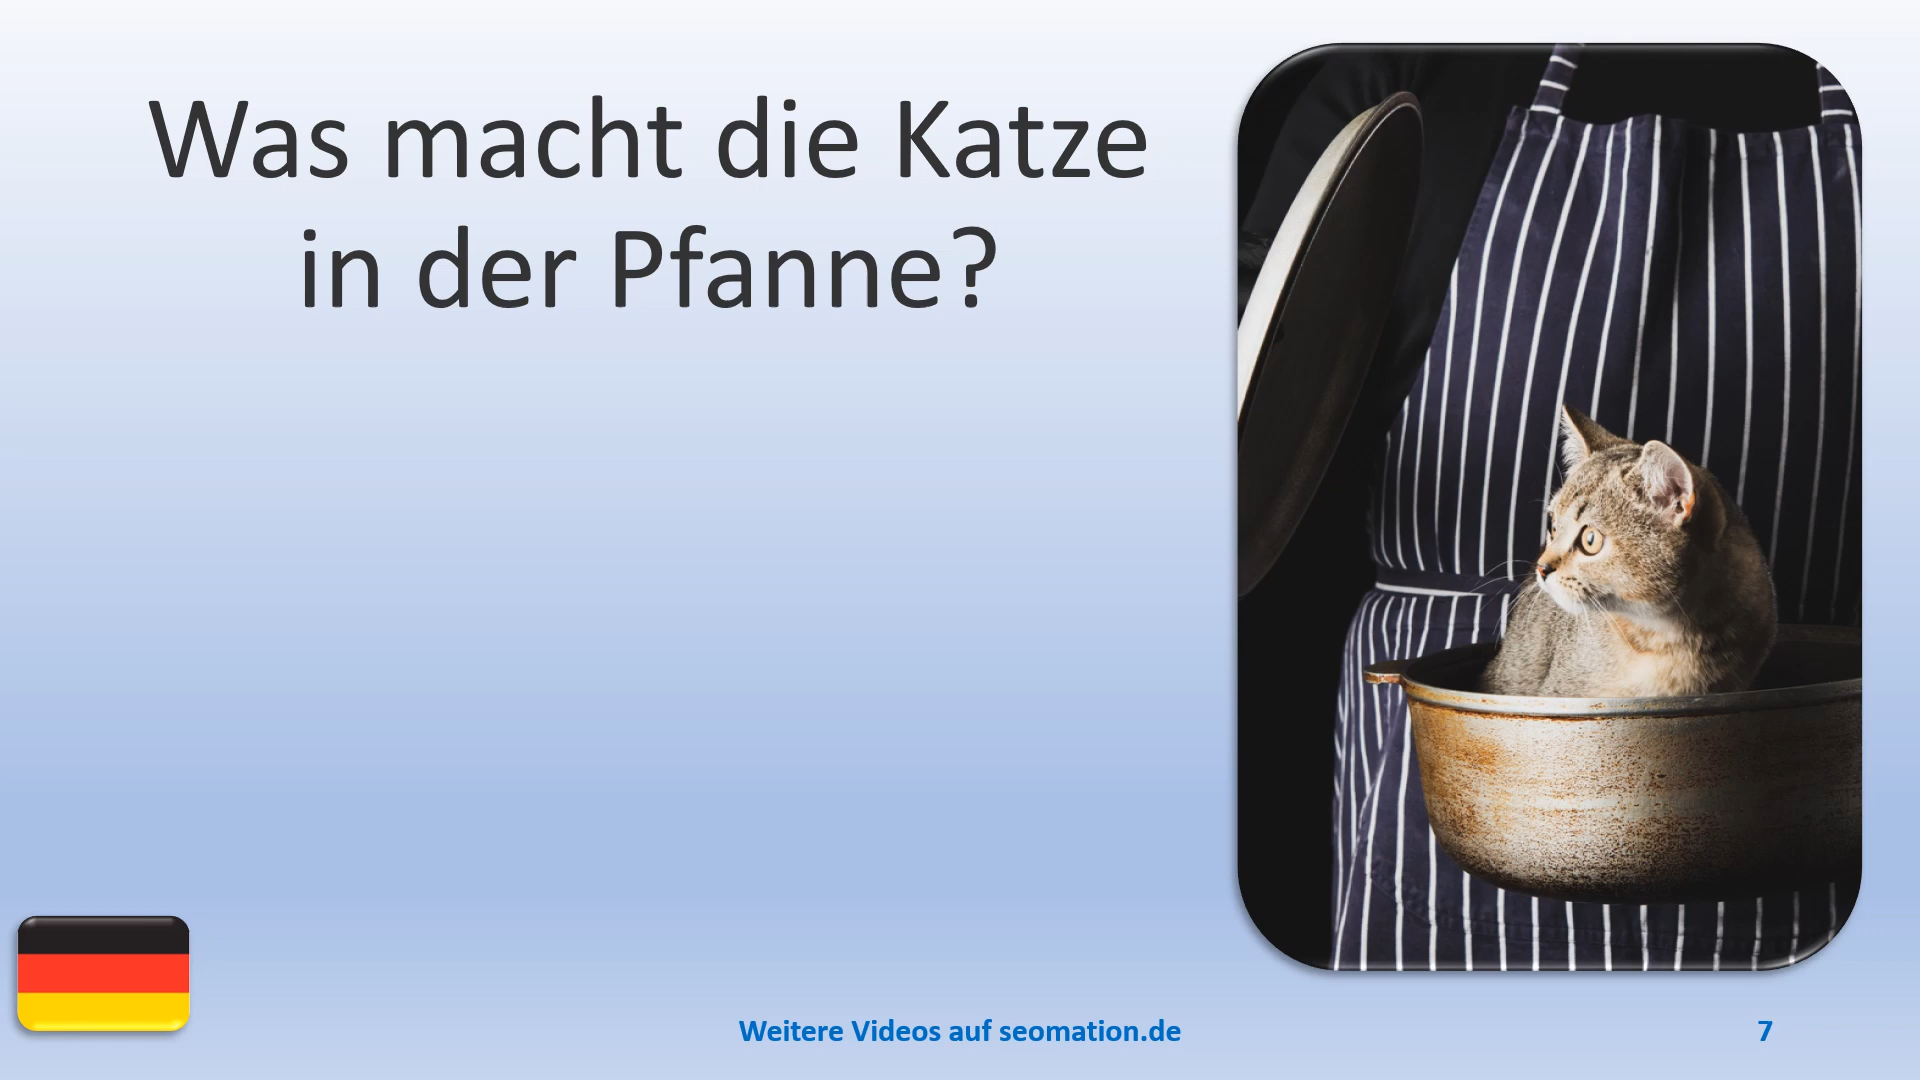 Was macht die Katze
in der Pfanne?
Weitere Videos auf seomation.de
7